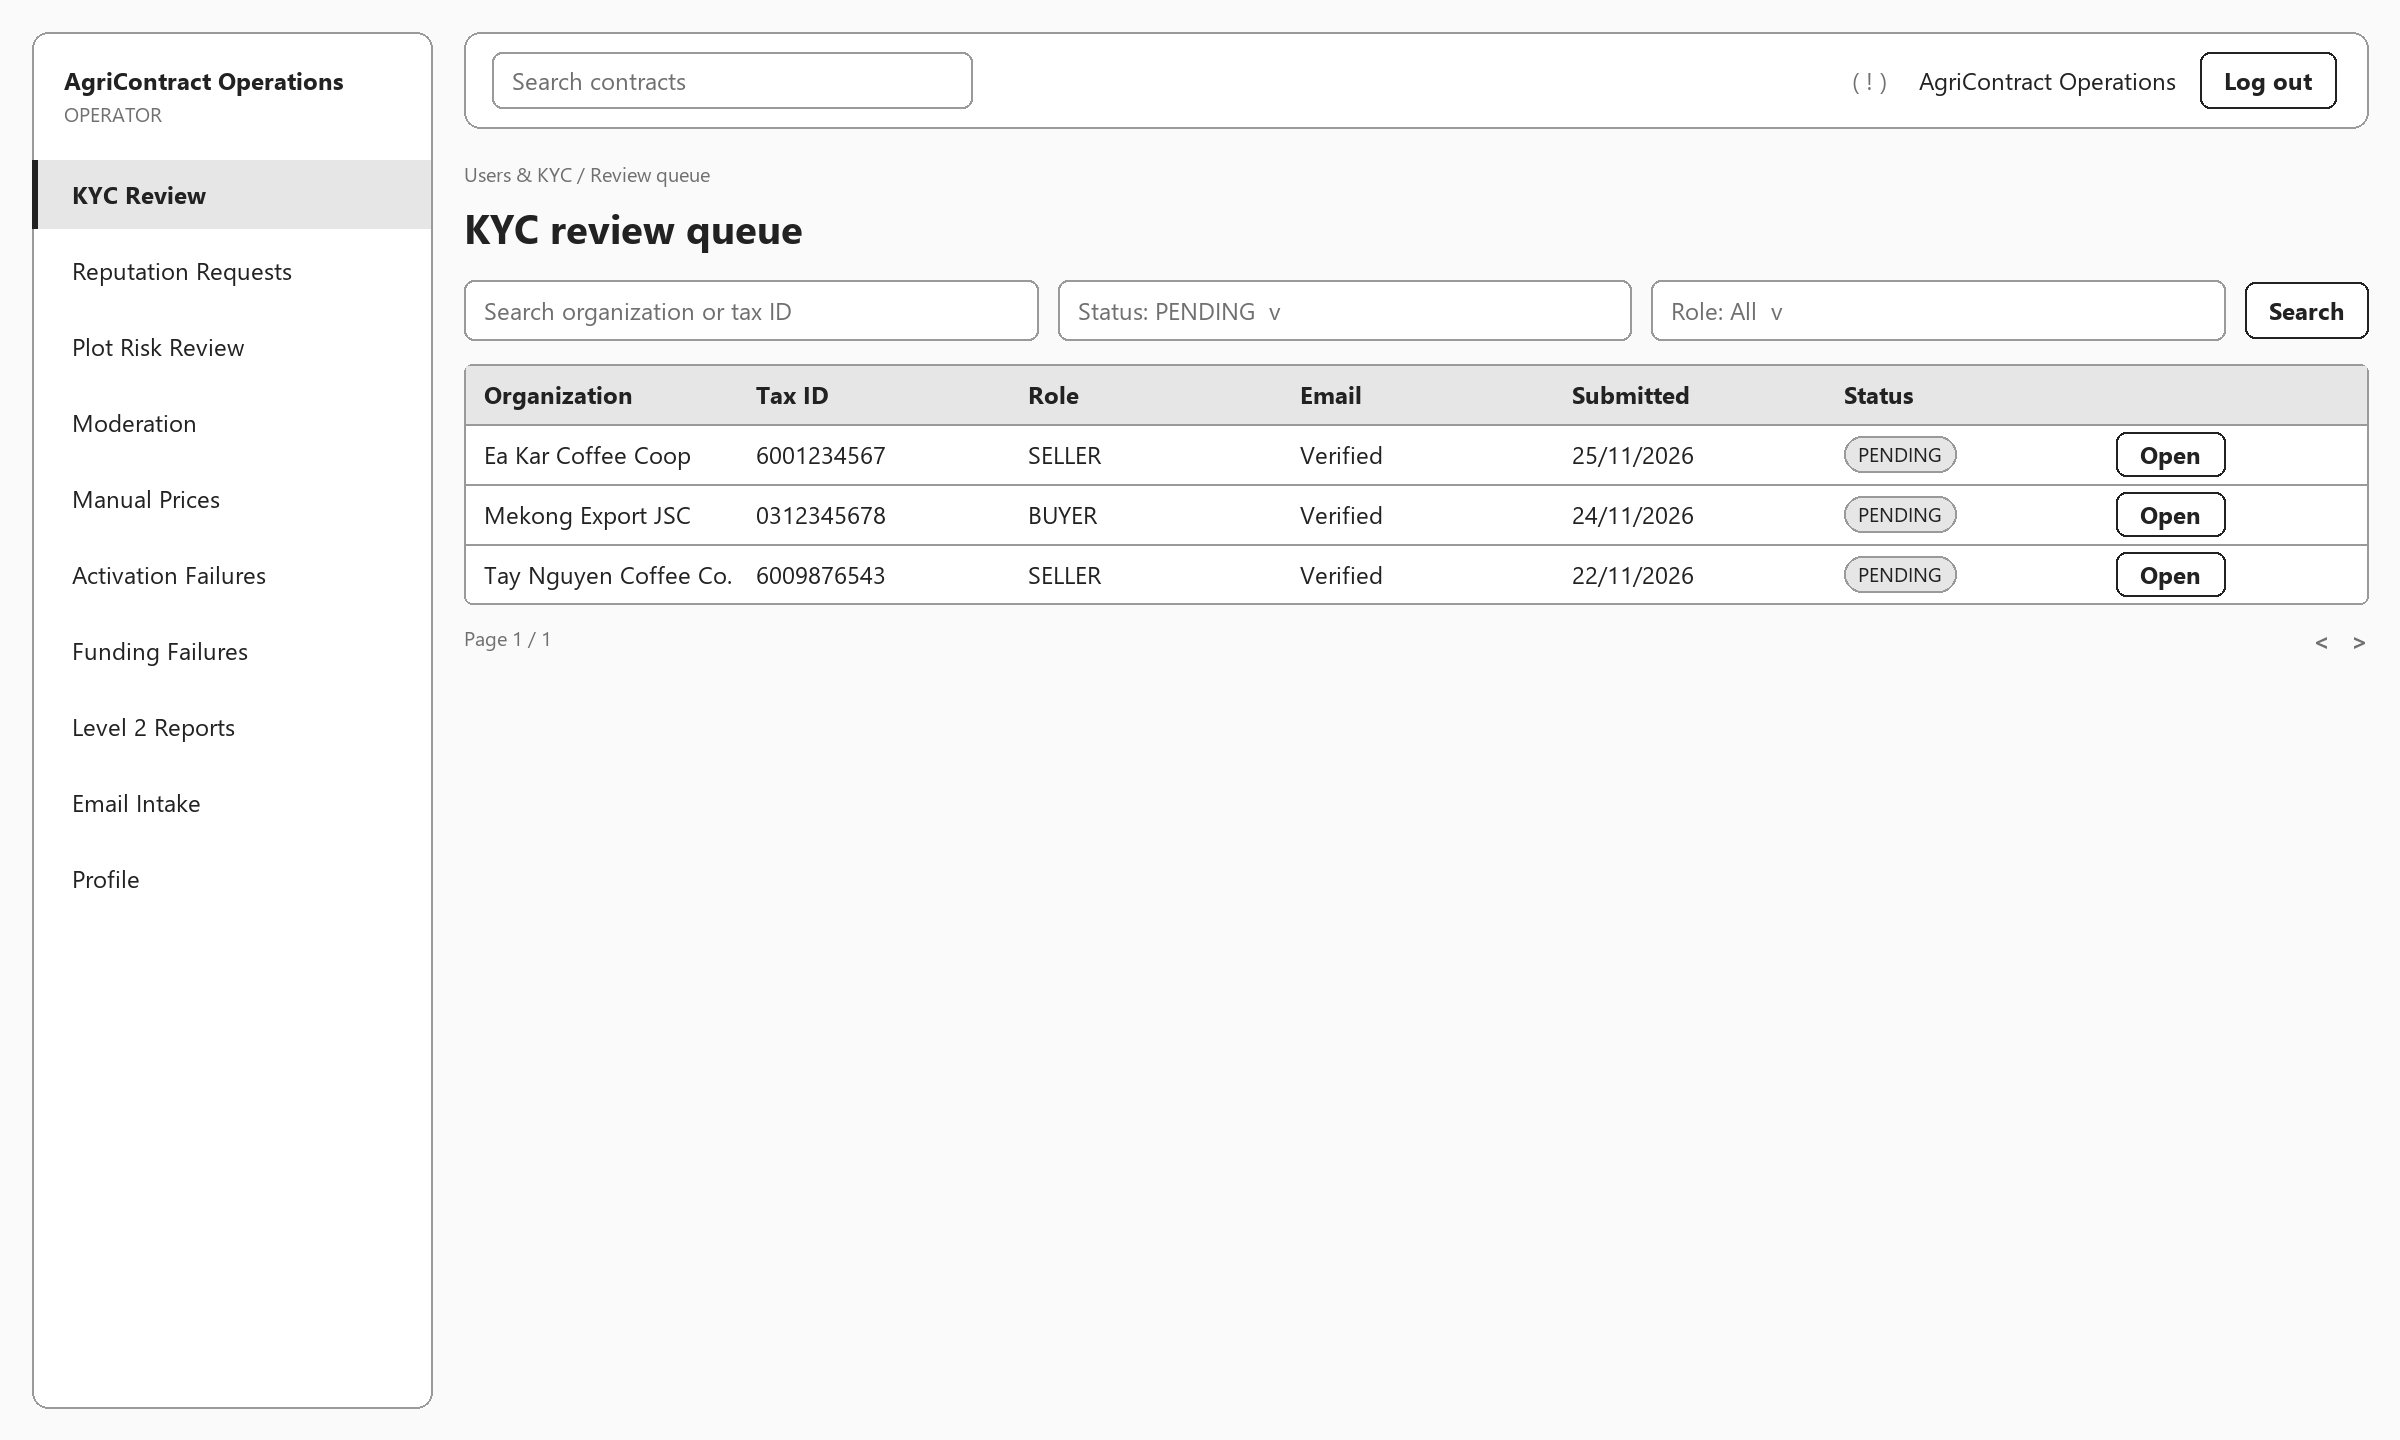 AgriContract Operations
OPERATOR
KYC Review
Reputation Requests
Plot Risk Review
Moderation
Manual Prices
Activation Failures
Funding Failures
Level 2 Reports
Email Intake
Profile
Search contracts
( ! ) AgriContract Operations Log out
Users & KYC / Review queue
KYC review queue
Search organization or tax ID Status: PENDING v Role: All v Search
Organization Tax ID Role Email Submitted Status
Ea Kar Coffee Coop 6001234567 SELLER Verified 25/11/2026 PENDING Open
Mekong Export JSC 0312345678 BUYER Verified 24/11/2026 PENDING Open
Tay Nguyen Coffee Co. 6009876543 SELLER Verified 22/11/2026 PENDING Open
Page 1 / 1 < >